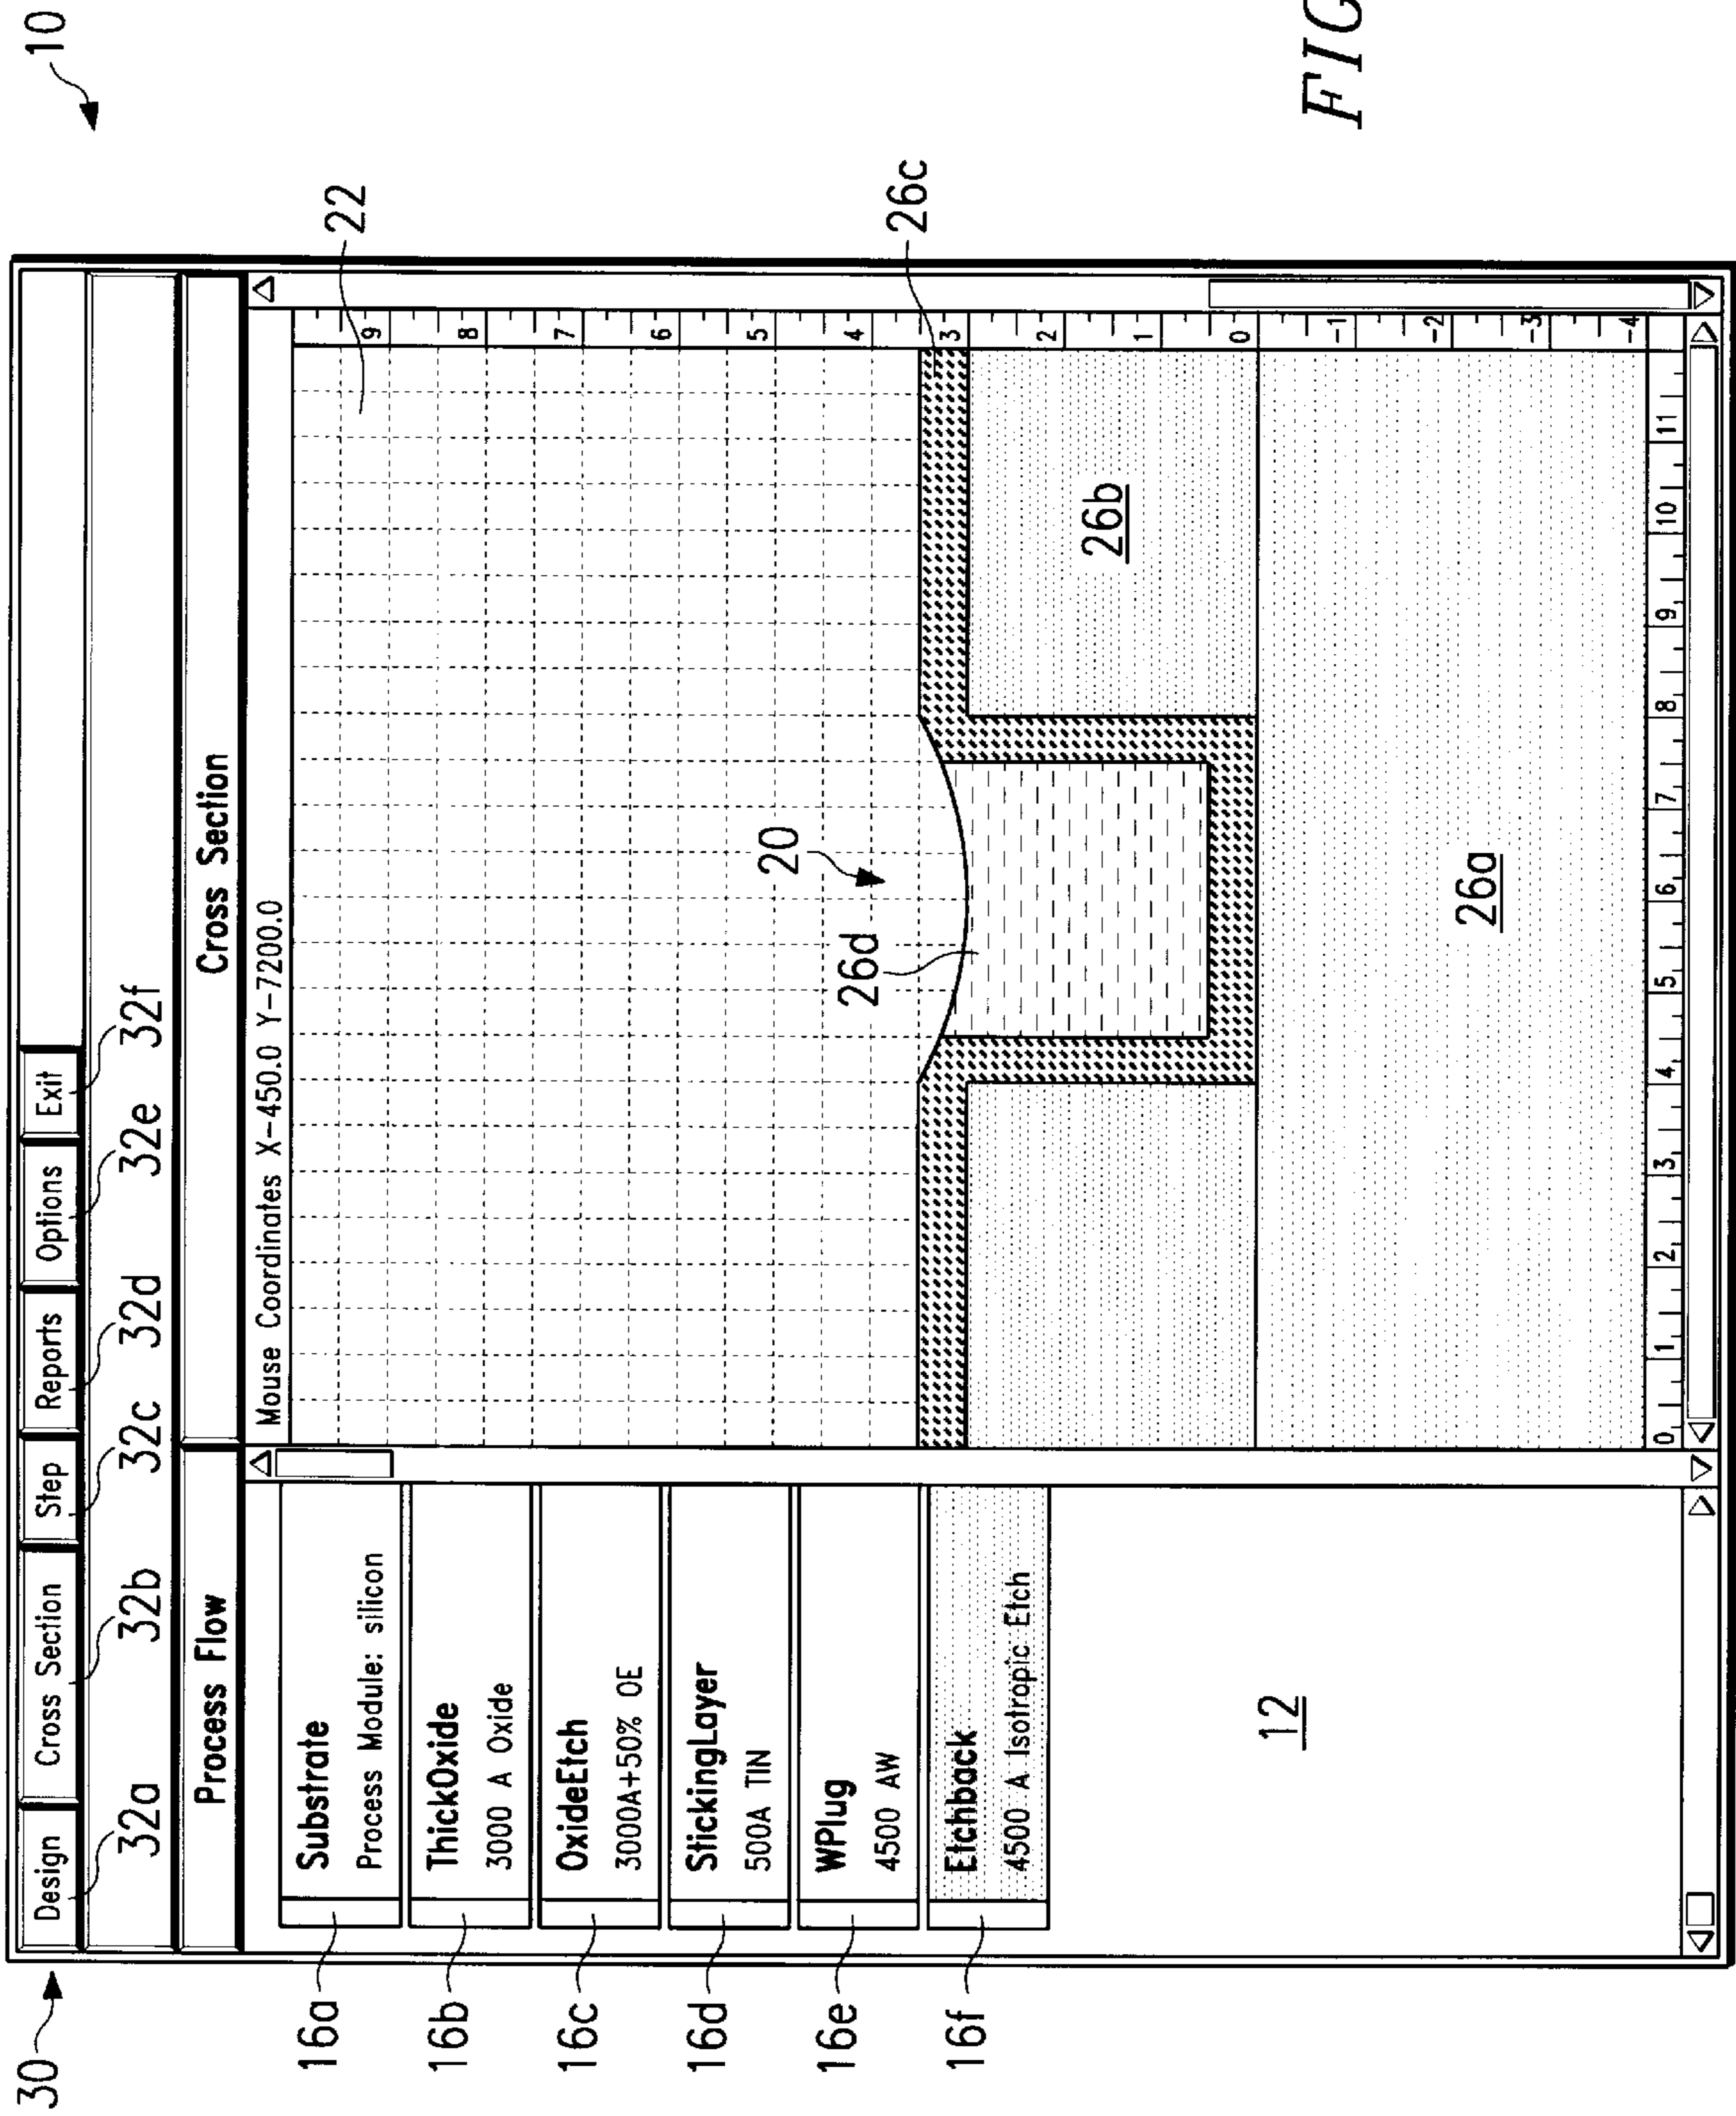 10
30
Design
Cross Section
Step
Reports
Options
Exit
32a
32b
32c
32d
32e
32f
Process Flow
Cross Section
16a
Substrate
Process Module: silicon
16b
ThickOxide
3000 A Oxide
16c
OxideEtch
3000A+50% OE
16d
StickingLayer
500A TIN
16e
WPlug
4500 AW
16f
Etchback
4500 A Isotropic Etch
12
Mouse Coordinates X-450.0 Y-7200.0
22
20
26d
26c
26b
26a
9
8
7
6
5
4
3
2
1
0
-1
-2
-3
-4
0 1 2 3 4 5 6 7 8 9 10 11
FIG